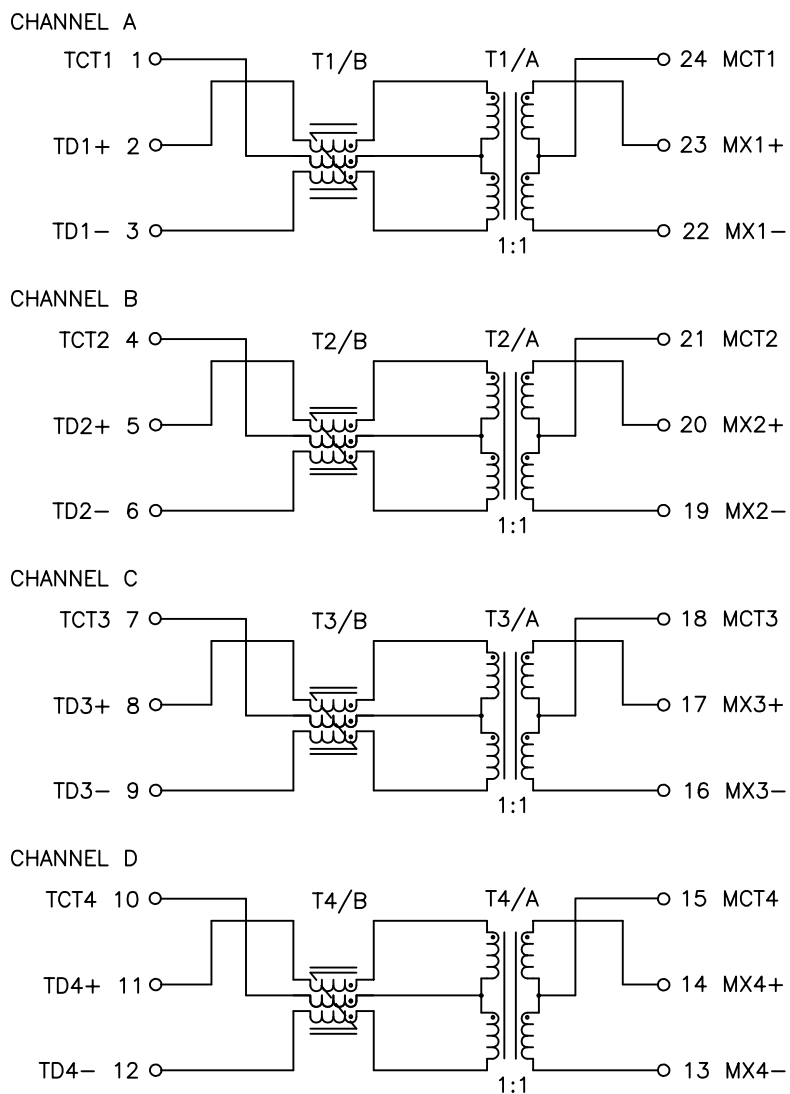 CHANNEL A
TCT1 1 T1/B T1/A 24 MCT1
TD1+ 2 23 MX1+
TD1- 3 22 MX1-
1:1
CHANNEL B
TCT2 4 T2/B T2/A 21 MCT2
TD2+ 5 20 MX2+
TD2- 6 19 MX2-
1:1
CHANNEL C
TCT3 7 T3/B T3/A 18 MCT3
TD3+ 8 17 MX3+
TD3- 9 16 MX3-
1:1
CHANNEL D
TCT4 10 T4/B T4/A 15 MCT4
TD4+ 11 14 MX4+
TD4- 12 13 MX4-
1:1